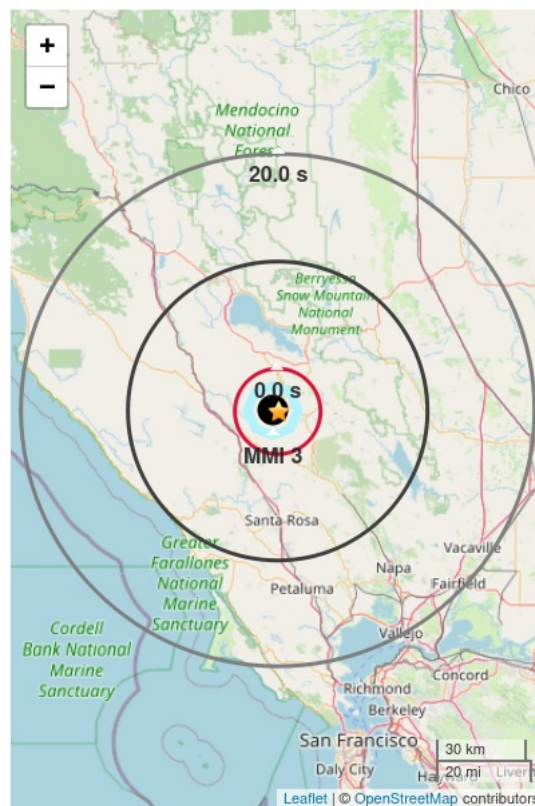 +
−
Chico
Mendocino
National
Fores
20.0 s
Berryessa
Snow Mountain
National
Monument
0.0 s
MMI 3
Santa Rosa
Greater
Farallones
National
Marine
Sanctuary
Vacaville
Napa
Fairfield
Petaluma
Cordell
Bank National
Marine
Sanctuary
Vallejo
Concord
Richmond
Berkeley
San Francisco
30 km
Daly City
20 mi
Leaflet | © OpenStreetMap contributors